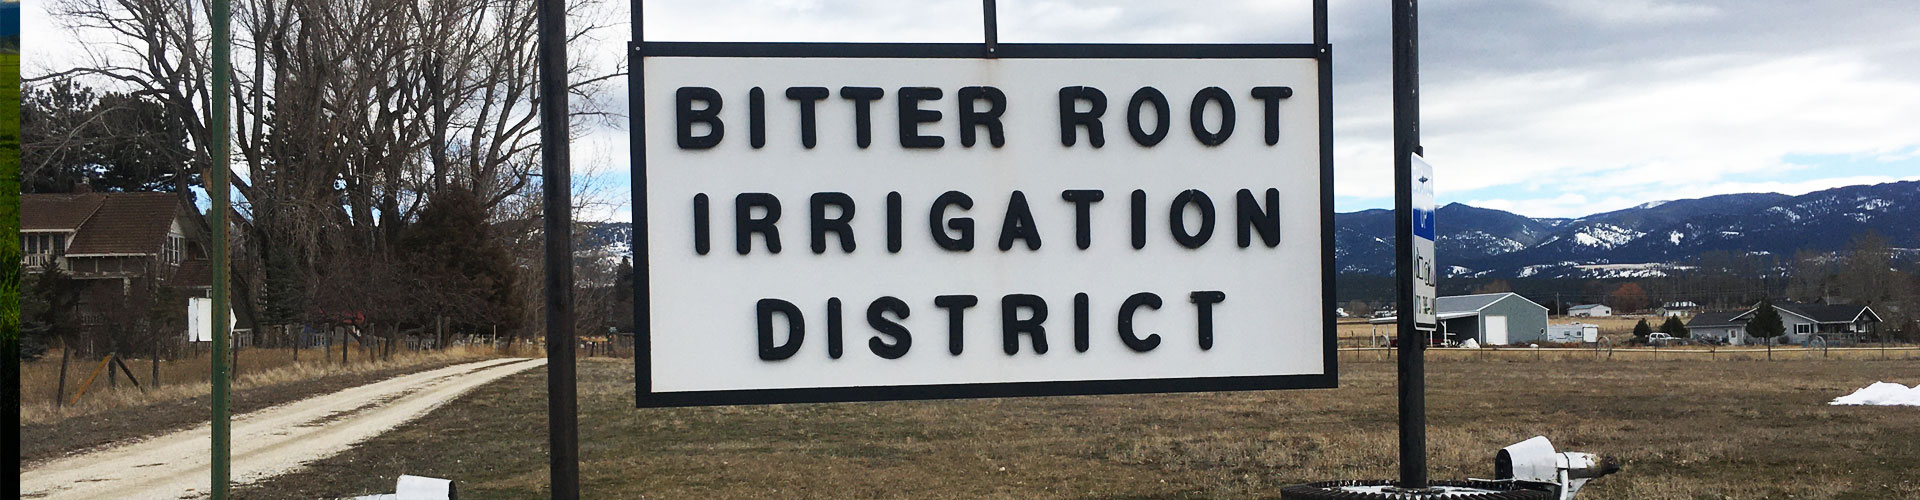 BITTER ROOT
IRRIGATION
DISTRICT